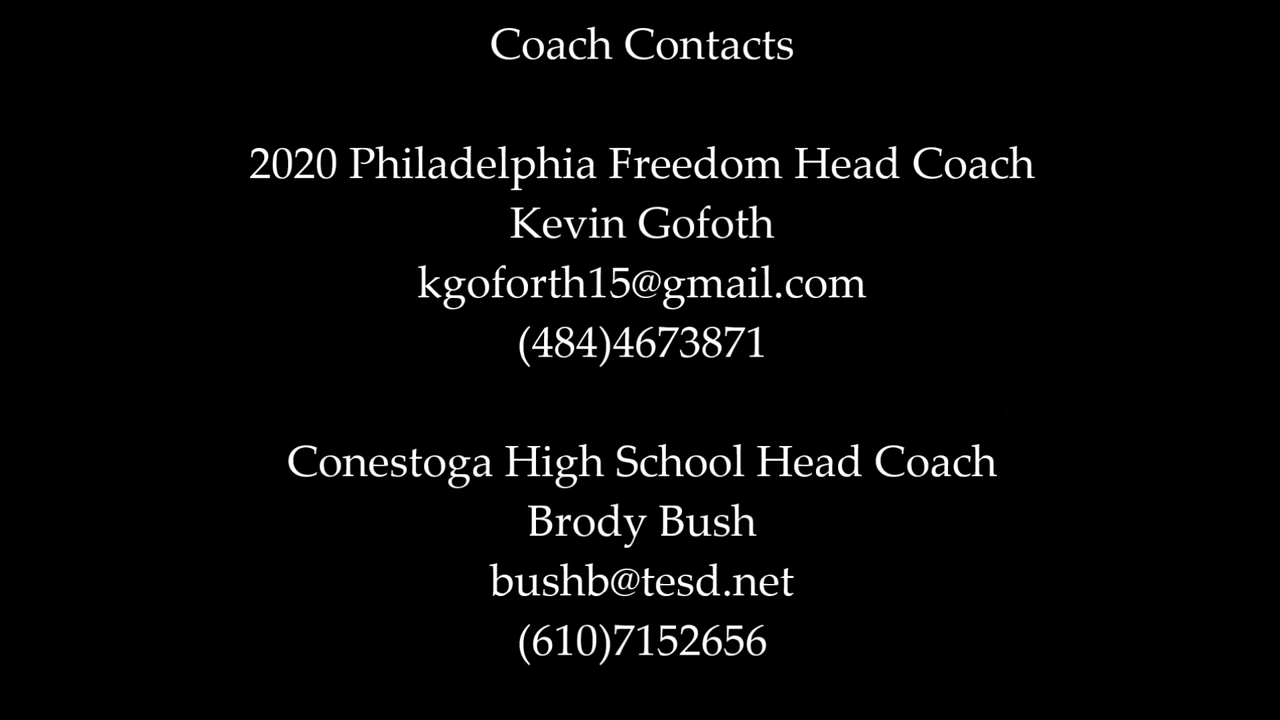 Coach Contacts
2020 Philadelphia Freedom Head Coach
Kevin Gofoth
kgoforth15@gmail.com
(484)4673871
Conestoga High School Head Coach
Brody Bush
bushb@tesd.net
(610)7152656